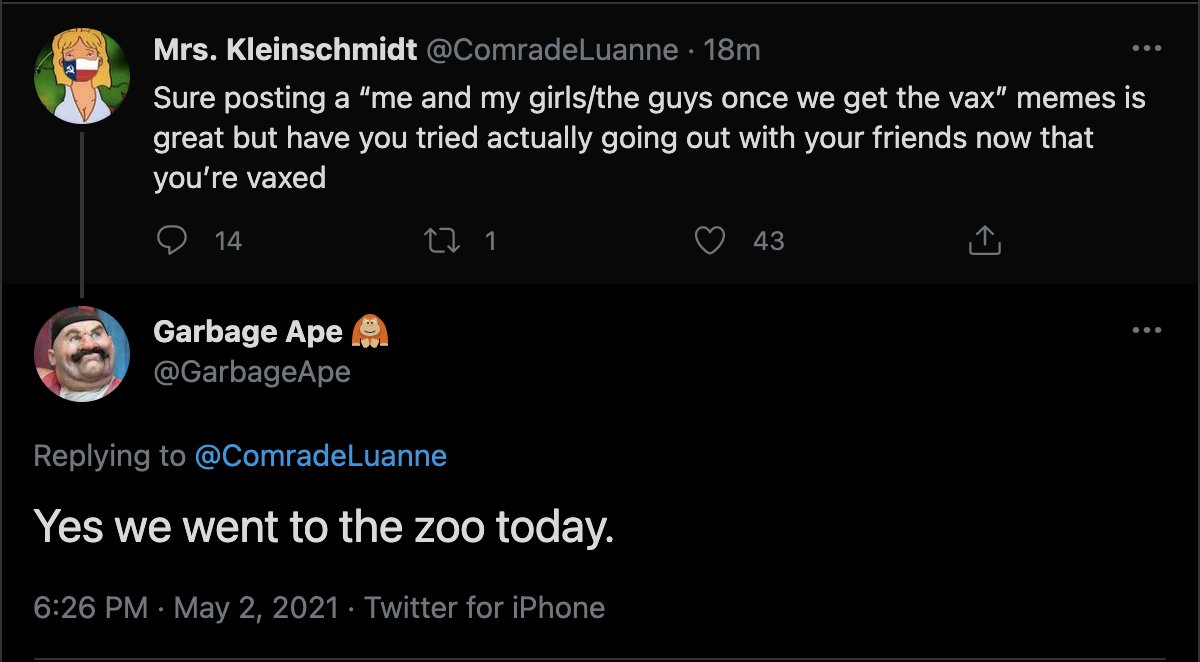 Mrs. Kleinschmidt @ComradeLuanne · 18m
Sure posting a “me and my girls/the guys once we get the vax” memes is
great but have you tried actually going out with your friends now that
you’re vaxed
14 1 43
Garbage Ape 🦧
@GarbageApe
Replying to @ComradeLuanne
Yes we went to the zoo today.
6:26 PM · May 2, 2021 · Twitter for iPhone